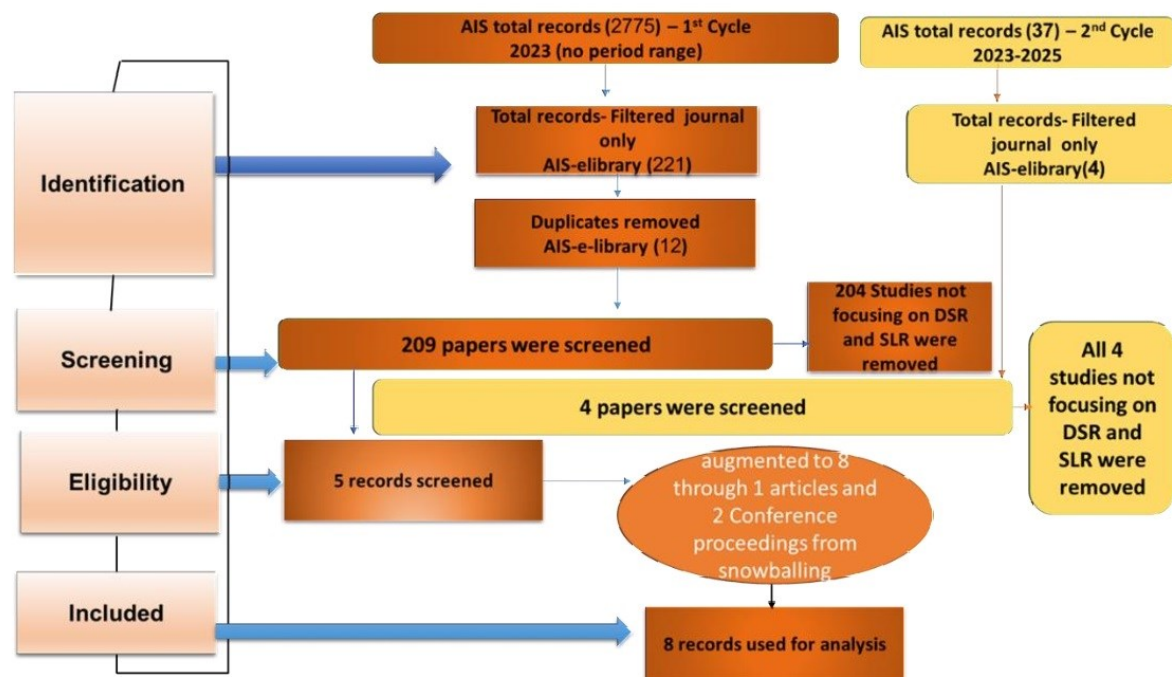 AIS total records (2775) – 1st Cycle
2023 (no period range)
AIS total records (37) – 2nd Cycle
2023-2025
Identification
Total records- Filtered journal
only
AIS-elibrary (221)
Total records- Filtered
journal only
AIS-elibrary(4)
Duplicates removed
AIS-e-library (12)
Screening
209 papers were screened
204 Studies not
focusing on DSR
and SLR were
removed
4 papers were screened
All 4
studies not
focusing on
DSR and
SLR were
removed
Eligibility
5 records screened
augmented to 8
through 1 articles and
2 Conference
proceedings from
snowballing
Included
8 records used for analysis